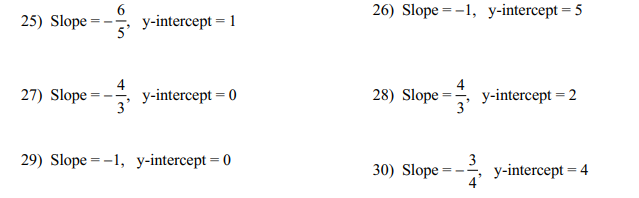 25) Slope = −6/5, y-intercept = 1
26) Slope = −1, y-intercept = 5
27) Slope = −4/3, y-intercept = 0
28) Slope = 4/3, y-intercept = 2
29) Slope = −1, y-intercept = 0
30) Slope = −3/4, y-intercept = 4